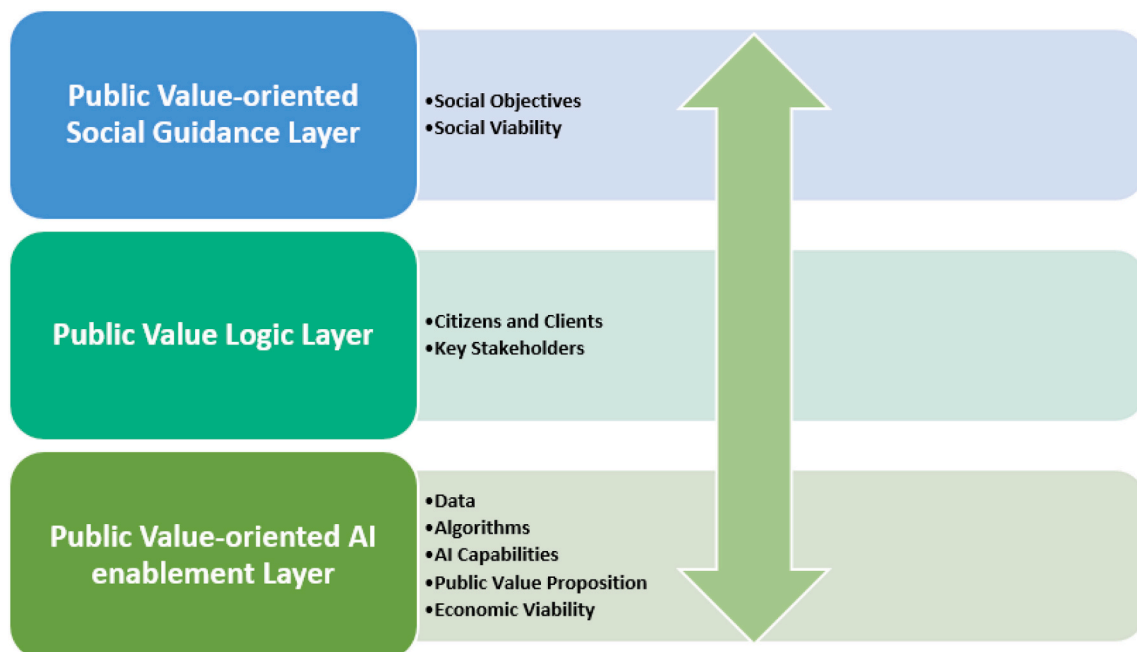 Public Value-oriented
Social Guidance Layer
•Social Objectives
•Social Viability
Public Value Logic Layer
•Citizens and Clients
•Key Stakeholders
Public Value-oriented AI
enablement Layer
•Data
•Algorithms
•AI Capabilities
•Public Value Proposition
•Economic Viability